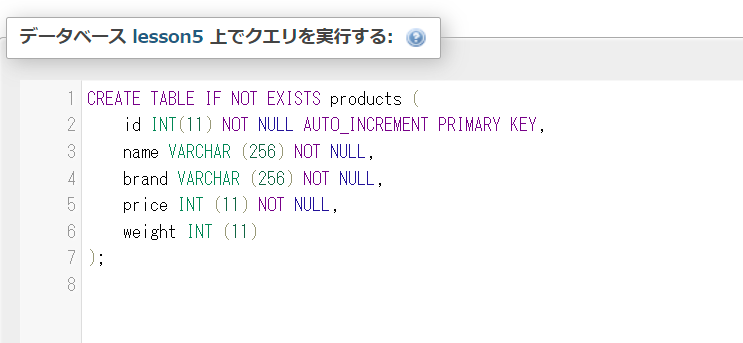 データベース lesson5 上でクエリを実行する:
1 CREATE TABLE IF NOT EXISTS products (
2 id INT(11) NOT NULL AUTO_INCREMENT PRIMARY KEY,
3 name VARCHAR (256) NOT NULL,
4 brand VARCHAR (256) NOT NULL,
5 price INT (11) NOT NULL,
6 weight INT (11)
7 );
8